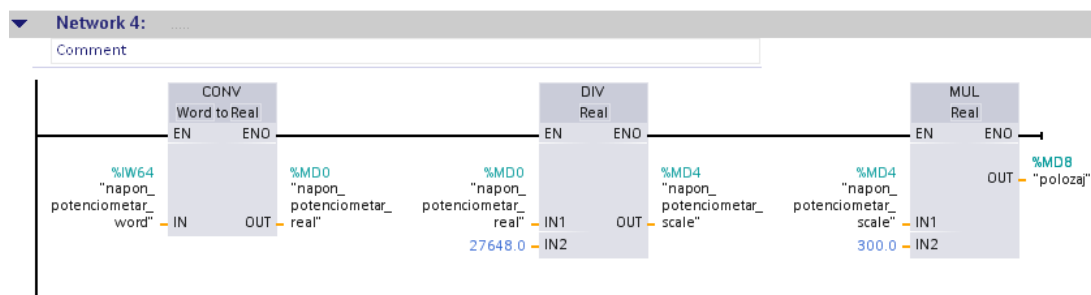 Network 4: .....
Comment
CONV
Word to Real
EN ENO
%IW64
"napon_
potenciometar_
word"
IN
OUT
%MD0
"napon_
potenciometar_
real"
DIV
Real
EN ENO
%MD0
"napon_
potenciometar_
real"
IN1
27648.0
IN2
OUT
%MD4
"napon_
potenciometar_
scale"
MUL
Real
EN ENO
%MD4
"napon_
potenciometar_
scale"
IN1
300.0
IN2
OUT
%MD8
"polozaj"